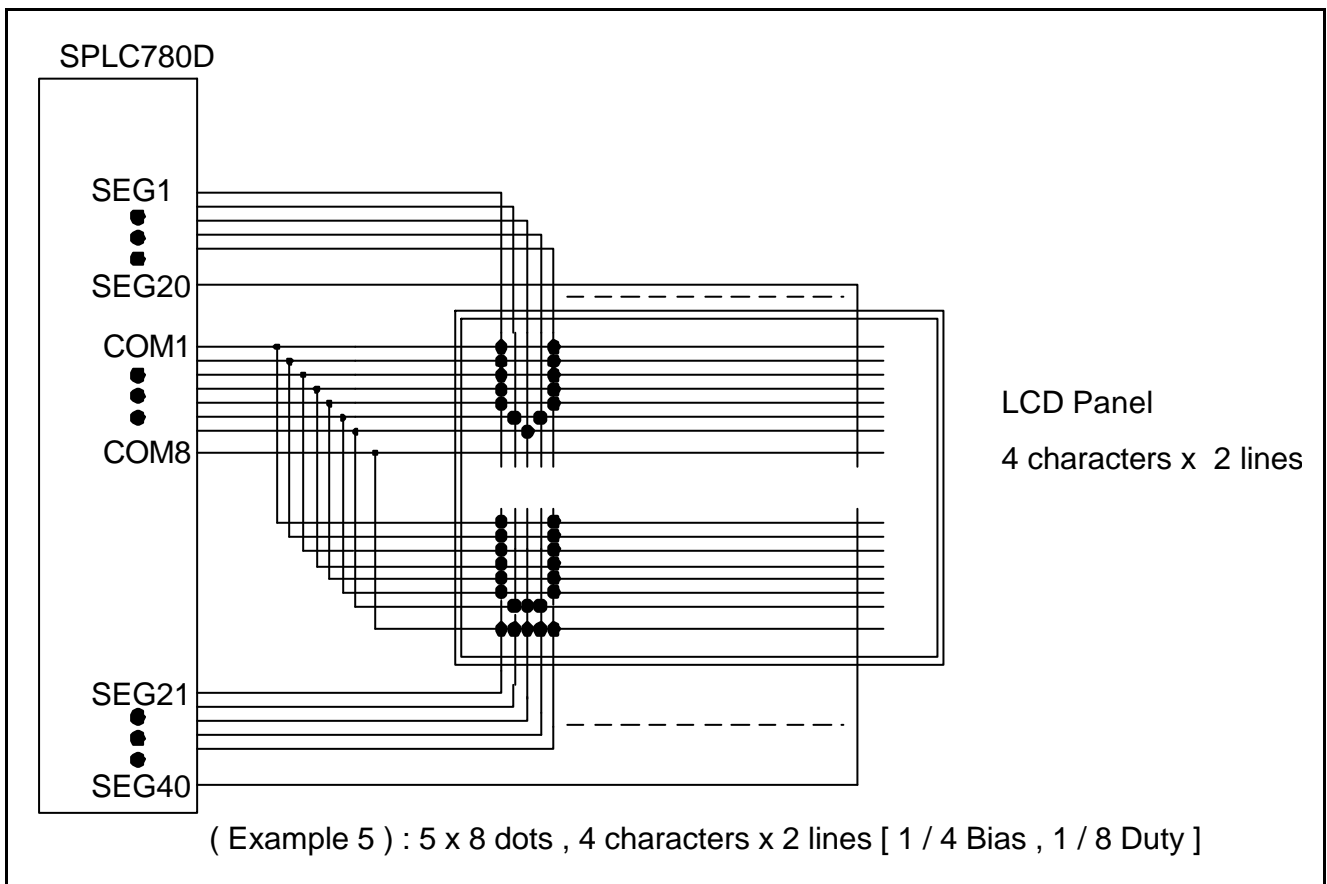 SPLC780D
SEG1
SEG20
COM1
COM8
LCD Panel
4 characters x 2 lines
SEG21
SEG40
( Example 5 ) : 5 x 8 dots , 4 characters x 2 lines [ 1 / 4 Bias , 1 / 8 Duty ]